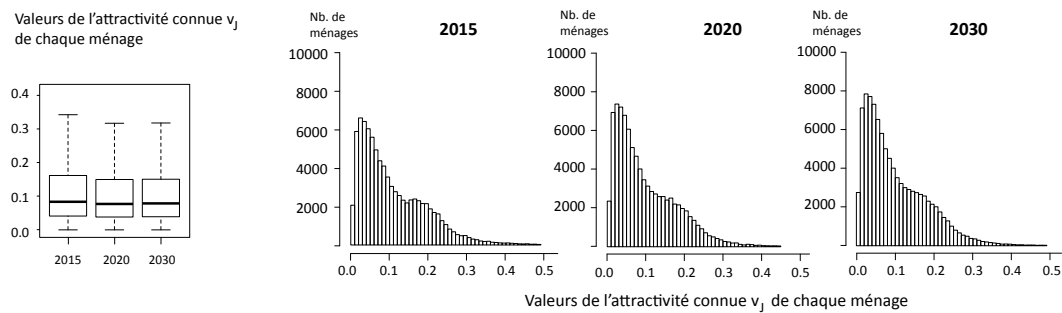 Valeurs de l'attractivité connue vJ
de chaque ménage
0.4
0.3
0.2
0.1
0.0
2015 2020 2030
Nb. de
ménages
2015
10000
8000
6000
4000
2000
0.0 0.1 0.2 0.3 0.4 0.5
Nb. de
ménages
2020
10000
8000
6000
4000
2000
0.0 0.1 0.2 0.3 0.4 0.5
Nb. de
ménages
2030
10000
8000
6000
4000
2000
0.0 0.1 0.2 0.3 0.4 0.5
Valeurs de l'attractivité connue vJ de chaque ménage